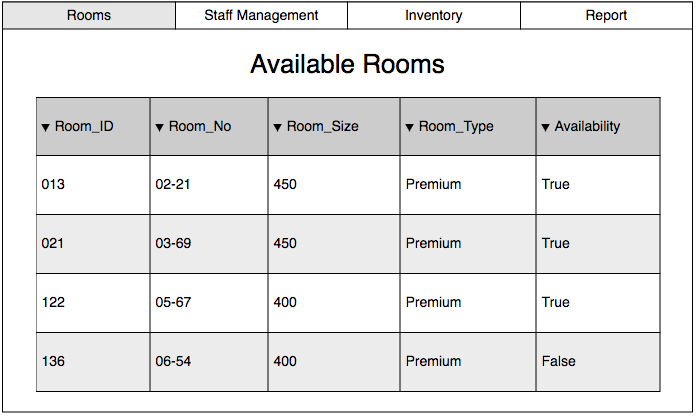 Rooms Staff Management Inventory Report
Available Rooms
Room_ID Room_No Room_Size Room_Type Availability
013 02-21 450 Premium True
021 03-69 450 Premium True
122 05-67 400 Premium True
136 06-54 400 Premium False